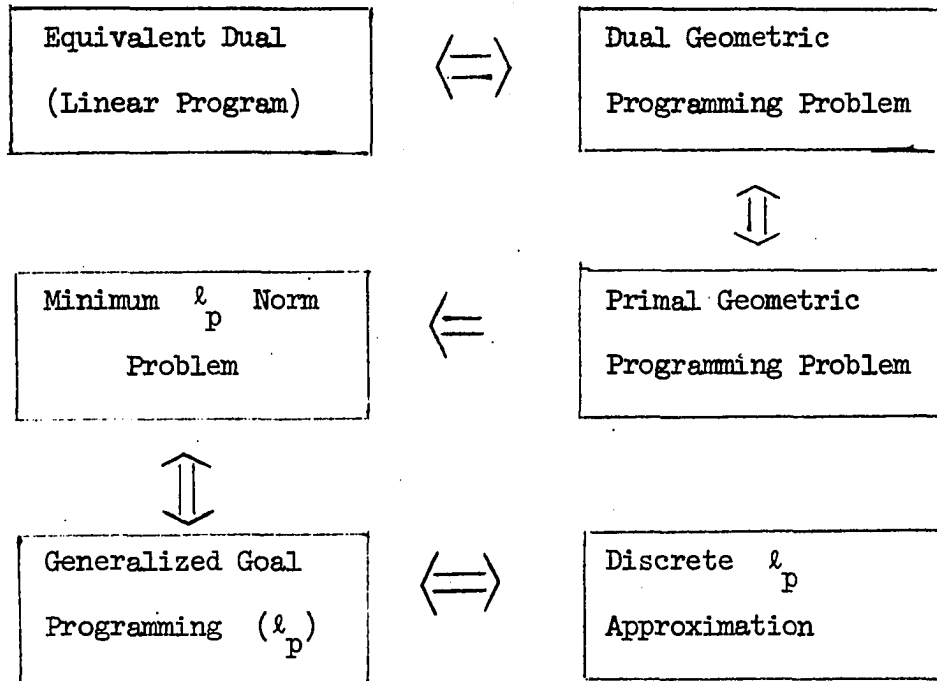 Equivalent Dual
(Linear Program)
Dual Geometric
Programming Problem
Minimum ℓp Norm
Problem
Primal Geometric
Programming Problem
Generalized Goal
Programming (ℓp)
Discrete ℓp
Approximation